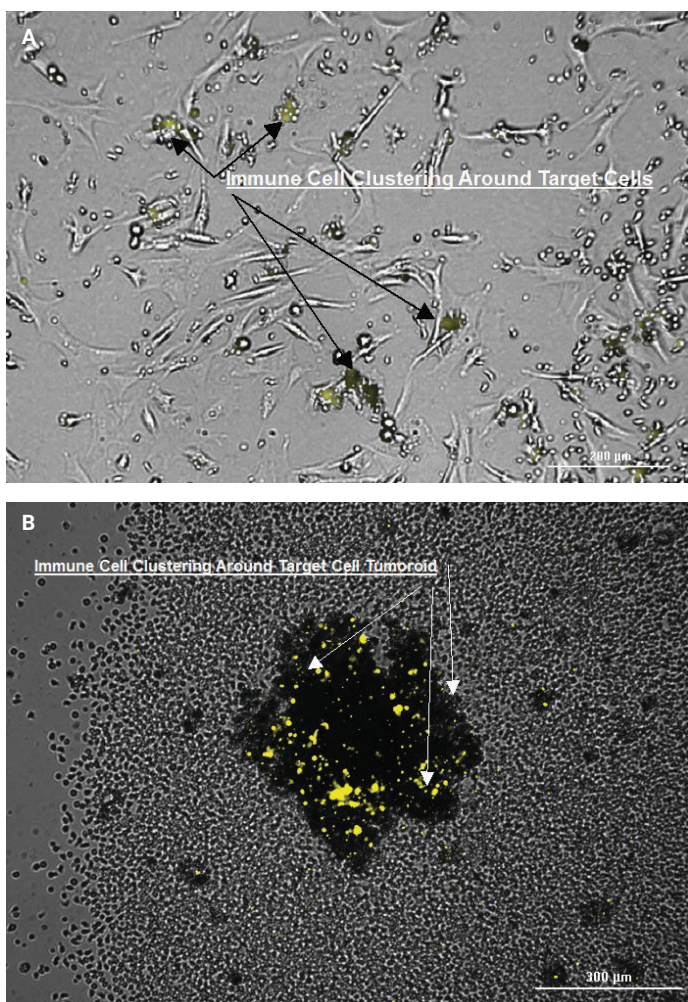 A
Immune Cell Clustering Around Target Cells
200 µm
B
Immune Cell Clustering Around Target Cell Tumoroid
300 µm